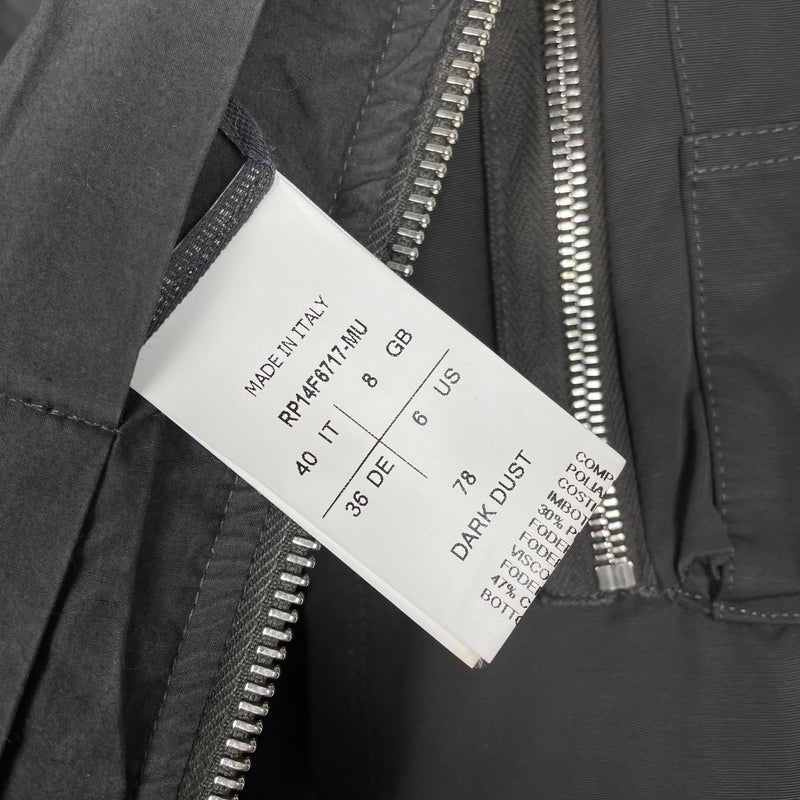 MADE IN ITALY
RP14F6717-MU
40 IT 8 GB
36 DE 6 US
78
DARK DUST
COMP
POLIA
COSTI
IMBOT
30% P
FODE
FODE
VISCO
FODE
47% C
BOTTO